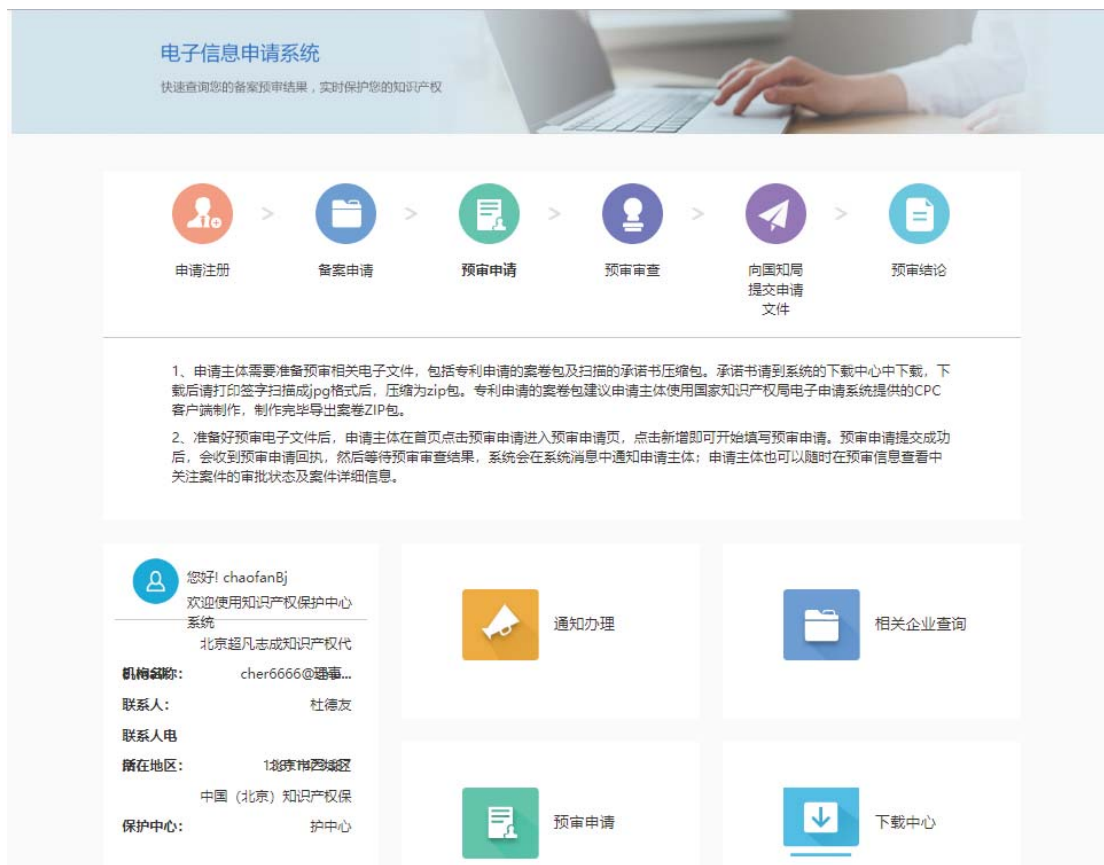 电子信息申请系统
快速查询您的备案预审结果，实时保护您的知识产权
申请注册
>
备案申请
>
预审申请
>
预审审查
>
向国知局
提交申请
文件
>
预审结论
1、申请主体需要准备预审相关电子文件，包括专利申请的案卷包及扫描的承诺书压缩包。承诺书请到系统的下载中心中下载，下
载后请打印签字扫描成jpg格式后，压缩为zip包。专利申请的案卷包建议申请主体使用国家知识产权局电子申请系统提供的CPC
客户端制作，制作完毕导出案卷ZIP包。
2、准备好预审电子文件后，申请主体在首页点击预审申请进入预审申请页，点击新增即可开始填写预审申请。预审申请提交成功
后，会收到预审申请回执，然后等待预审审查结果，系统会在系统消息中通知申请主体；申请主体也可以随时在预审信息查看中
关注案件的审批状态及案件详细信息。
您好! chaofanBj
欢迎使用知识产权保护中心
系统
北京超凡志成知识产权代
cher6666@
联系人：
杜德友
联系人电
所在地区：
中国（北京）知识产权保
保护中心：
护中心
通知办理
相关企业查询
预审申请
下载中心